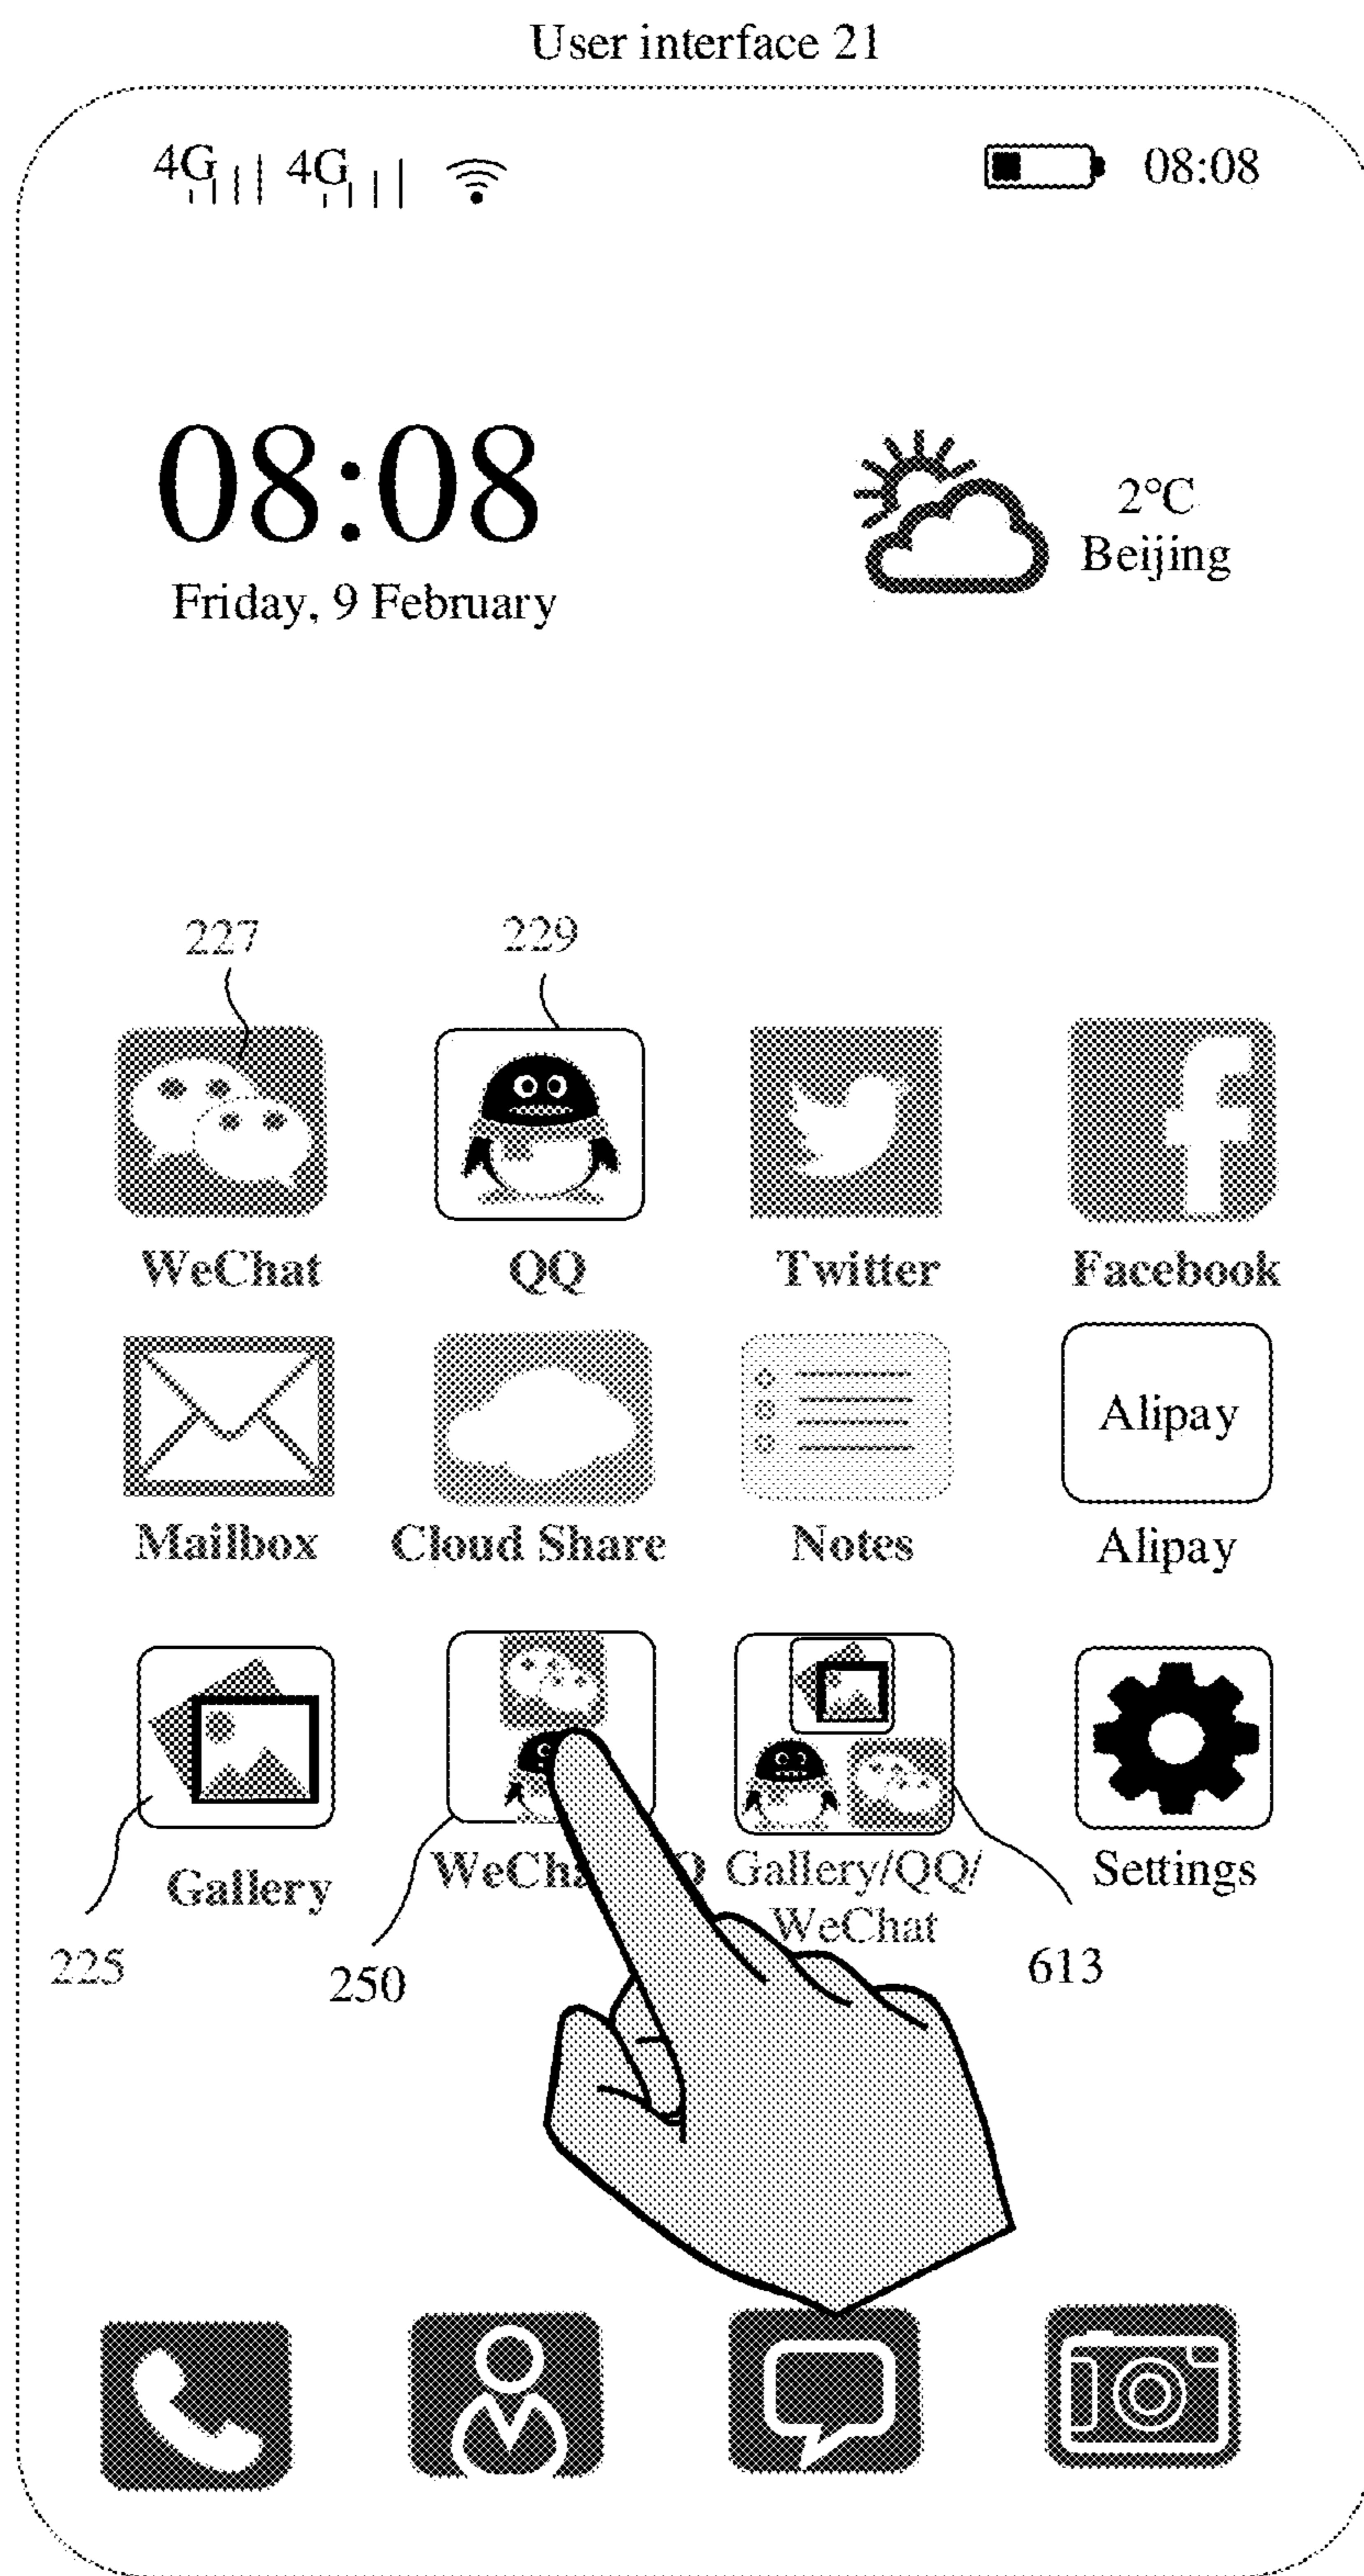 User interface 21
4G 4G 08:08
08:08
Friday, 9 February
2°C
Beijing
227 229
WeChat QQ Twitter Facebook
Alipay
Mailbox Cloud Share Notes Alipay
Gallery Gallery/QQ/ Settings
WeChat
225 250 613